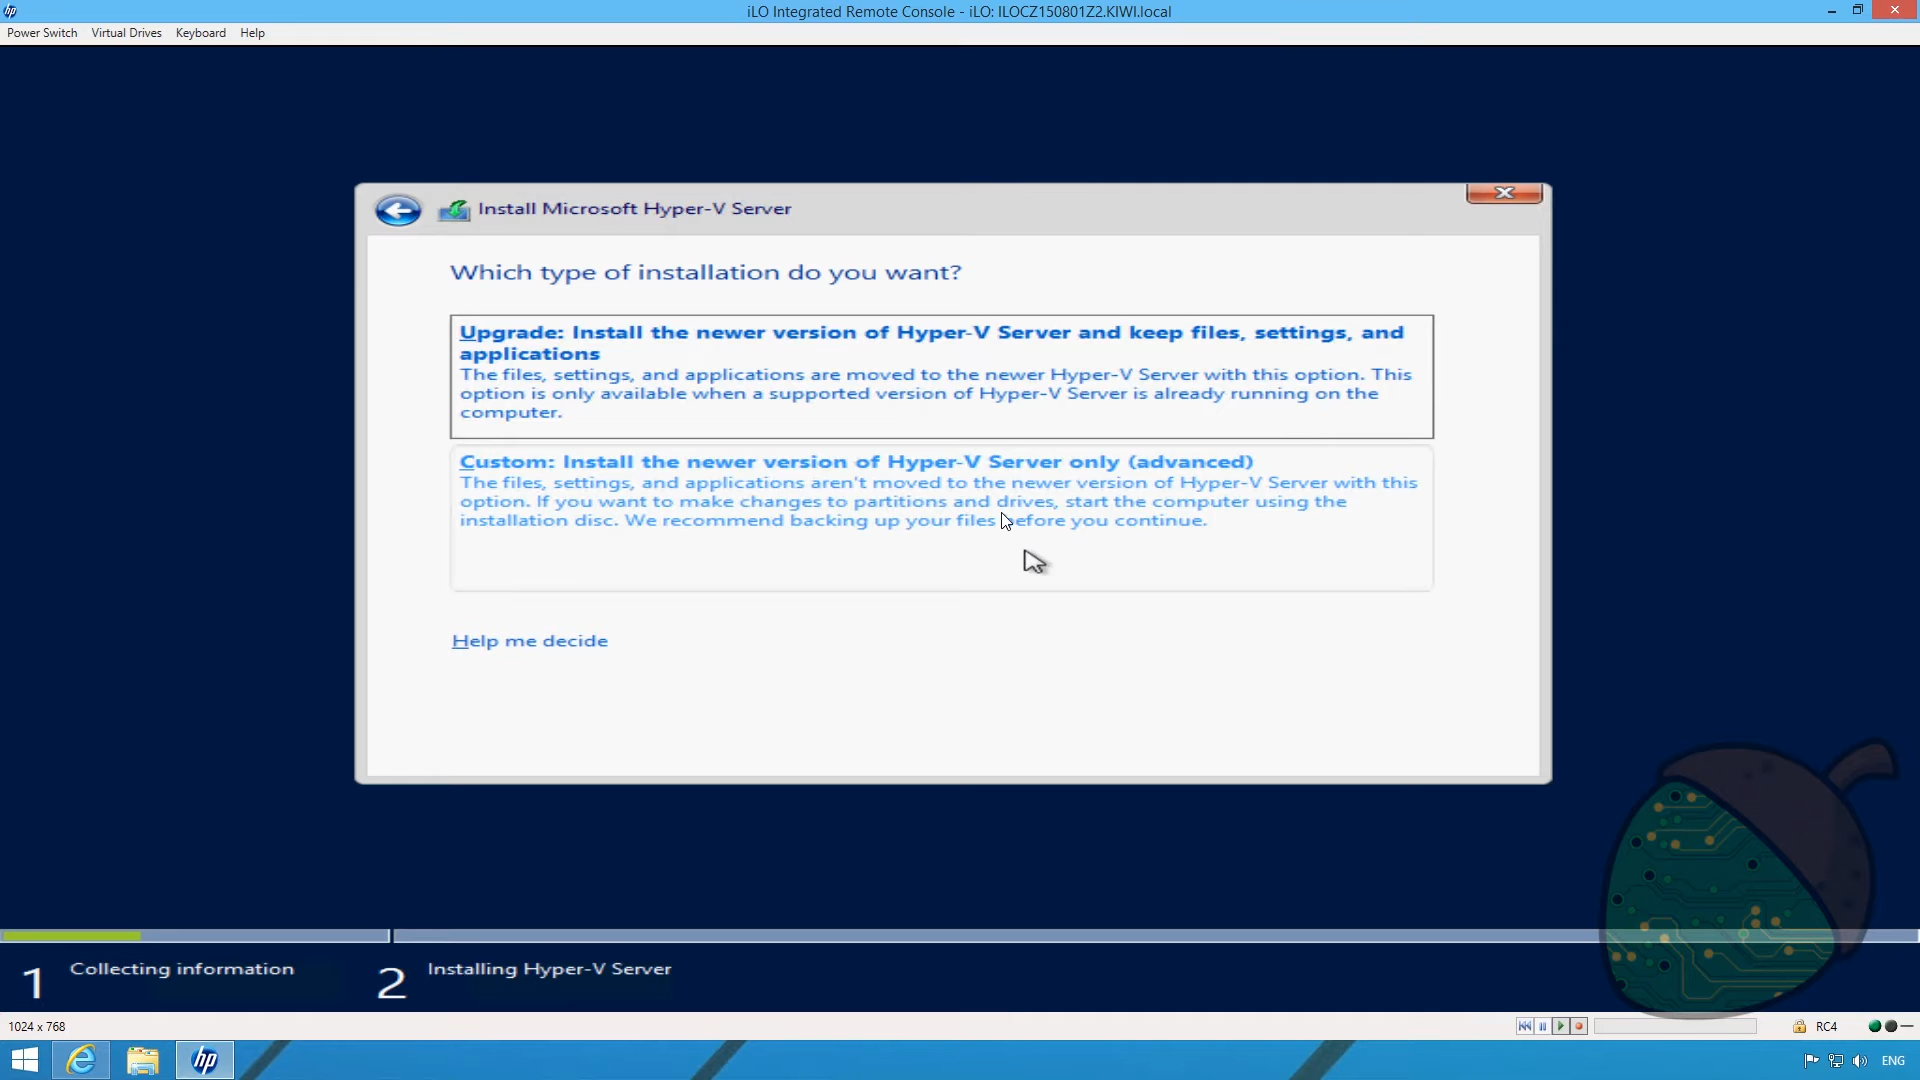 hp
iLO Integrated Remote Console - iLO: ILOCZ150801Z2.KIWI.local
Power Switch Virtual Drives Keyboard Help
Install Microsoft Hyper-V Server
Which type of installation do you want?
Upgrade: Install the newer version of Hyper-V Server and keep files, settings, and
applications
The files, settings, and applications are moved to the newer Hyper-V Server with this option. This
option is only available when a supported version of Hyper-V Server is already running on the
computer.
Custom: Install the newer version of Hyper-V Server only (advanced)
The files, settings, and applications aren't moved to the newer version of Hyper-V Server with this
option. If you want to make changes to partitions and drives, start the computer using the
installation disc. We recommend backing up your files before you continue.
Help me decide
1 Collecting information 2 Installing Hyper-V Server
1024 x 768 RC4
hp ENG